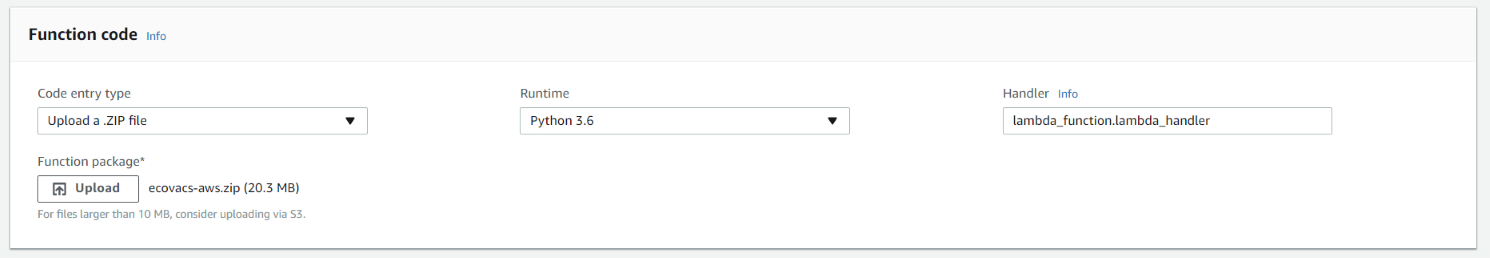 Function code Info
Code entry type Runtime Handler Info
Upload a .ZIP file Python 3.6 lambda_function.lambda_handler
Function package*
Upload ecovacs-aws.zip (20.3 MB)
For files larger than 10 MB, consider uploading via S3.